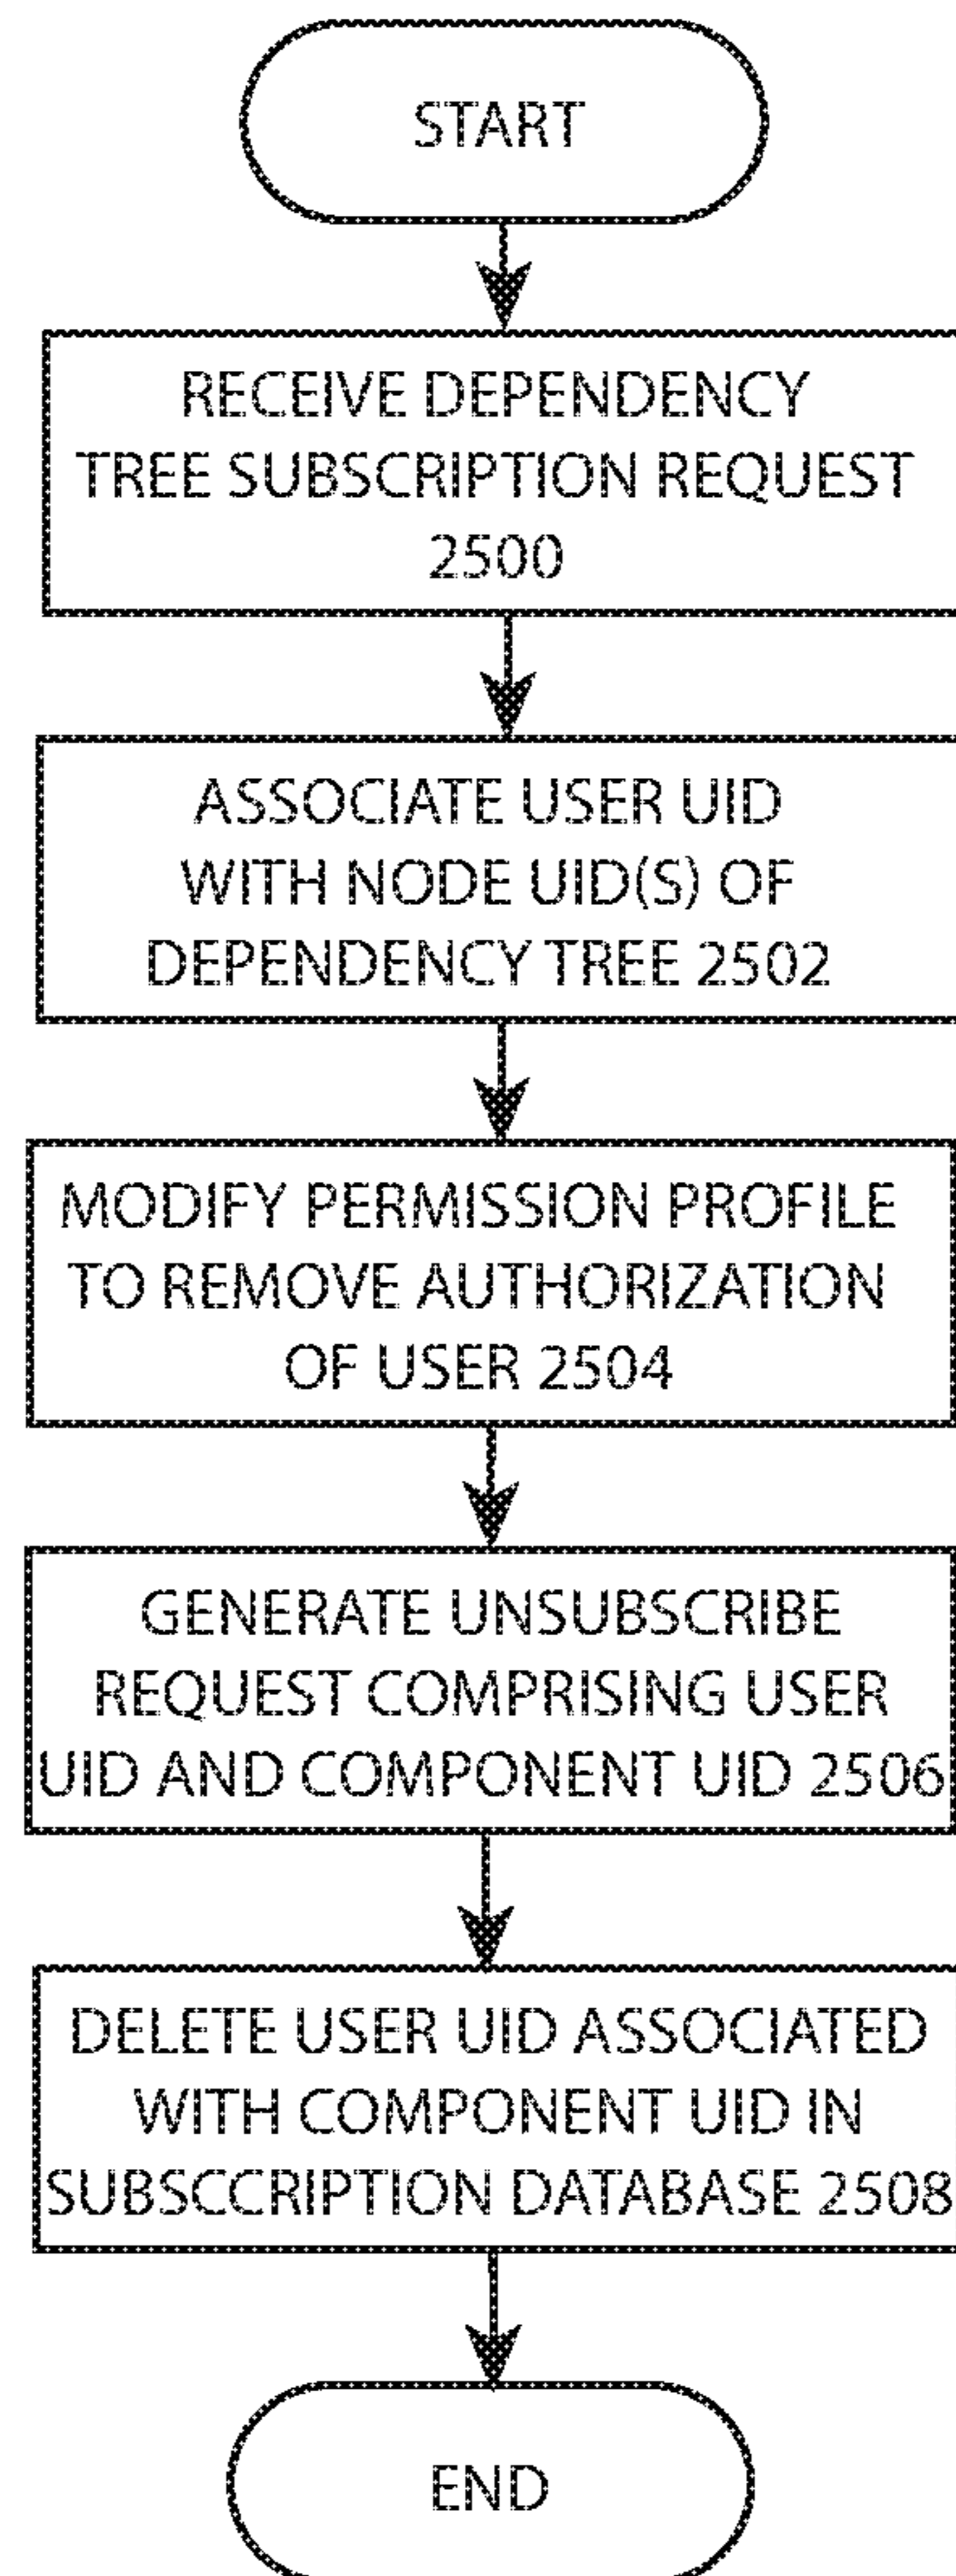 START
RECEIVE DEPENDENCY
TREE SUBSCRIPTION REQUEST
2500
ASSOCIATE USER UID
WITH NODE UID(S) OF
DEPENDENCY TREE 2502
MODIFY PERMISSION PROFILE
TO REMOVE AUTHORIZATION
OF USER 2504
GENERATE UNSUBSCRIBE
REQUEST COMPRISING USER
UID AND COMPONENT UID 2506
DELETE USER UID ASSOCIATED
WITH COMPONENT UID IN
SUBSCCRIPTION DATABASE 2508
END